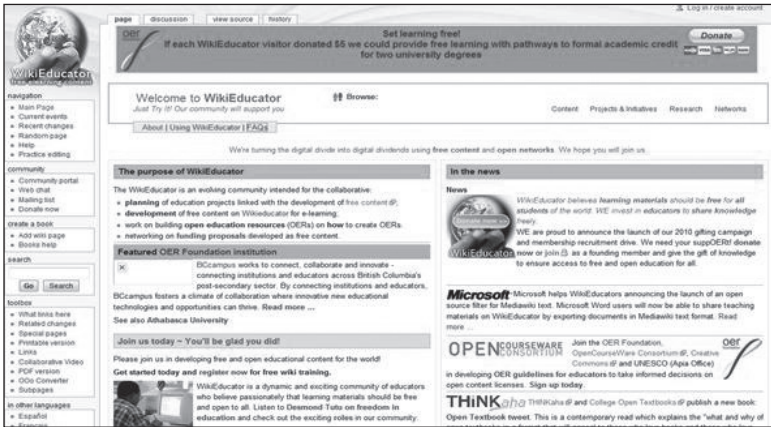 Log in / create account
page discussion view source history
oer
Set learning free!
If each WikiEducator visitor donated $5 we could provide free learning with pathways to formal academic credit
for two university degrees
Donate
WikiEducator
free elearning content
navigation
Main Page
Current events
Recent changes
Random page
Help
Practice editing
community
Community portal
Web chat
Mailing list
Donate now
create a book
Add wiki page
Books help
search
Go Search
toolbox
What links here
Related changes
Special pages
Printable version
Links
Collaborative Video
PDF version
OOo Converter
Subpages
in other languages
Español
Français
Welcome to WikiEducator
Just Try it! Our community will support you
Browse:
Content Projects & Initiatives Research Networks
About | Using WikiEducator | FAQs
We're turning the digital divide into digital dividends using free content and open networks. We hope you will join us.
The purpose of WikiEducator
The WikiEducator is an evolving community intended for the collaborative:
planning of education projects linked with the development of free content;
development of free content on Wikieducator for e-learning;
work on building open education resources (OERs) on how to create OERs.
networking on funding proposals developed as free content.
Featured OER Foundation institution
BCcampus works to connect, collaborate and innovate -
connecting institutions and educators across British Columbia's
post-secondary sector. By connecting institutions and educators,
BCcampus fosters a climate of collaboration where innovative new educational
technologies and opportunities can thrive. Read more ...
See also Athabasca University
Join us today ~ You'll be glad you did!
Please join us in developing free and open educational content for the world!
Get started today and register now for free wiki training.
WikiEducator is a dynamic and exciting community of educators
who believe passionately that learning materials should be free
and open to all. Listen to Desmond Tutu on freedom in
education and check out the exciting roles in our community.
In the news
News
WikiEducator believes learning materials should be free for all
students of the world. WE invest in educators to share knowledge
freely.
WE are proud to announce the launch of our 2010 gifting campaign
and membership recruitment drive. We need your suppOERt! donate
now or join as a founding member and give the gift of knowledge
to ensure access to free and open education for all.
Donate now
WikiEducator
Microsoft Microsoft helps WikiEducators announcing the launch of an open
source filter for Mediawiki text. Microsoft Word users will now be able to share teaching
materials on WikiEducator by exporting documents in Mediawiki text format. Read
more ...
OPENCOURSEWARE
CONSORTIUM
Join the OER Foundation,
OpenCourseWare Consortium, Creative
Commons and UNESCO (Apia Office)
oer
in developing OER guidelines for educators to take informed decisions on
open content licenses. Sign up today.
THiNKaha THINKaha and College Open Textbooks publish a new book:
Open Textbook tweet. This is a contemporary read which explains the "what and why of